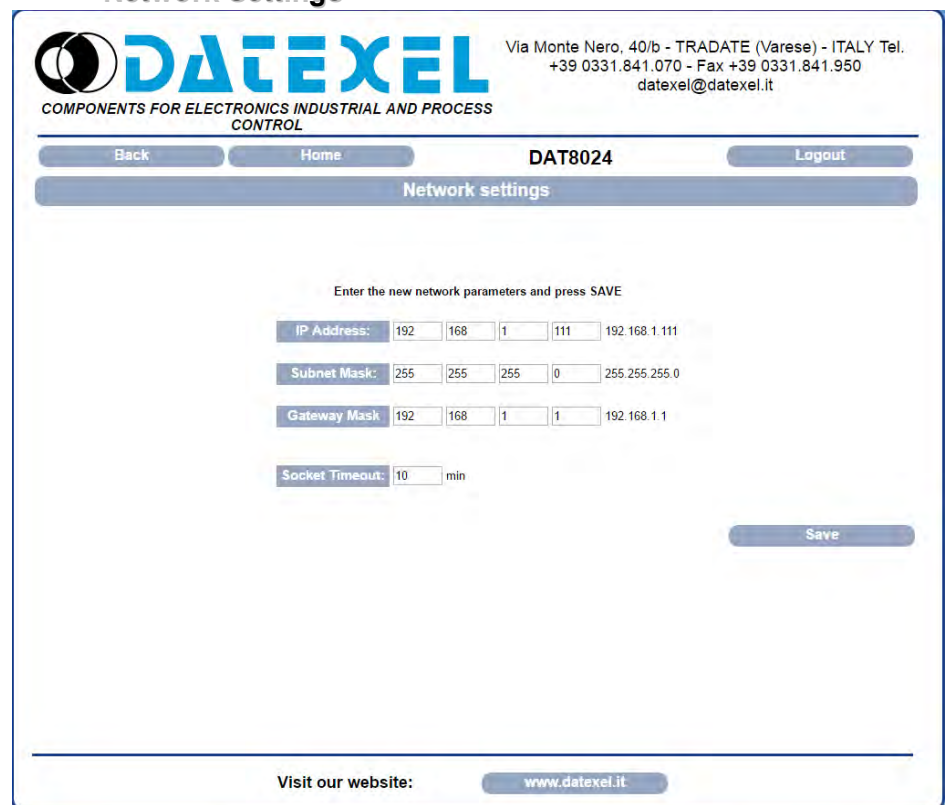 Network Settings
DATEXEL
COMPONENTS FOR ELECTRONICS INDUSTRIAL AND PROCESS
CONTROL
Via Monte Nero, 40/b - TRADATE (Varese) - ITALY Tel.
+39 0331.841.070 - Fax +39 0331.841.950
datexel@datexel.it
Back Home DAT8024 Logout
Network settings
Enter the new network parameters and press SAVE
IP Address: 192 168 1 111 192.168.1.111
Subnet Mask: 255 255 255 0 255.255.255.0
Gateway Mask 192 168 1 1 192.168.1.1
Socket Timeout: 10 min
Save
Visit our website: www.datexel.it